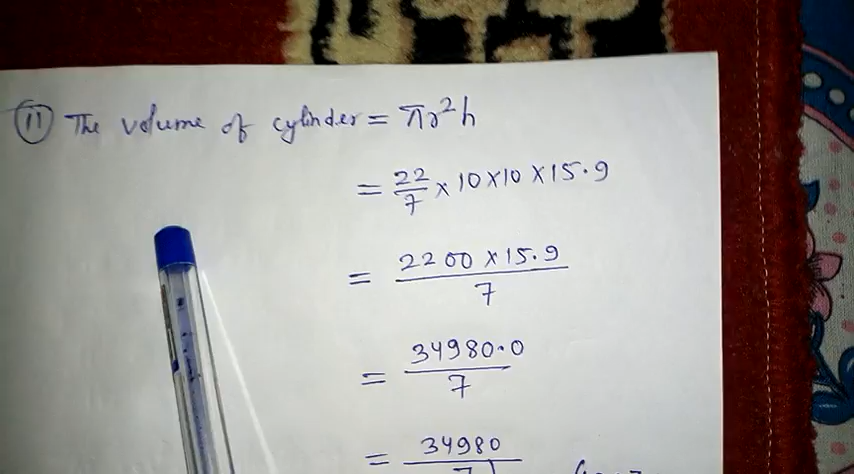 (11) The volume of cylinder = πr²h
= 22/7 × 10 × 10 × 15.9
= 2200 × 15.9 / 7
= 34980.0 / 7
= 34980 / 7